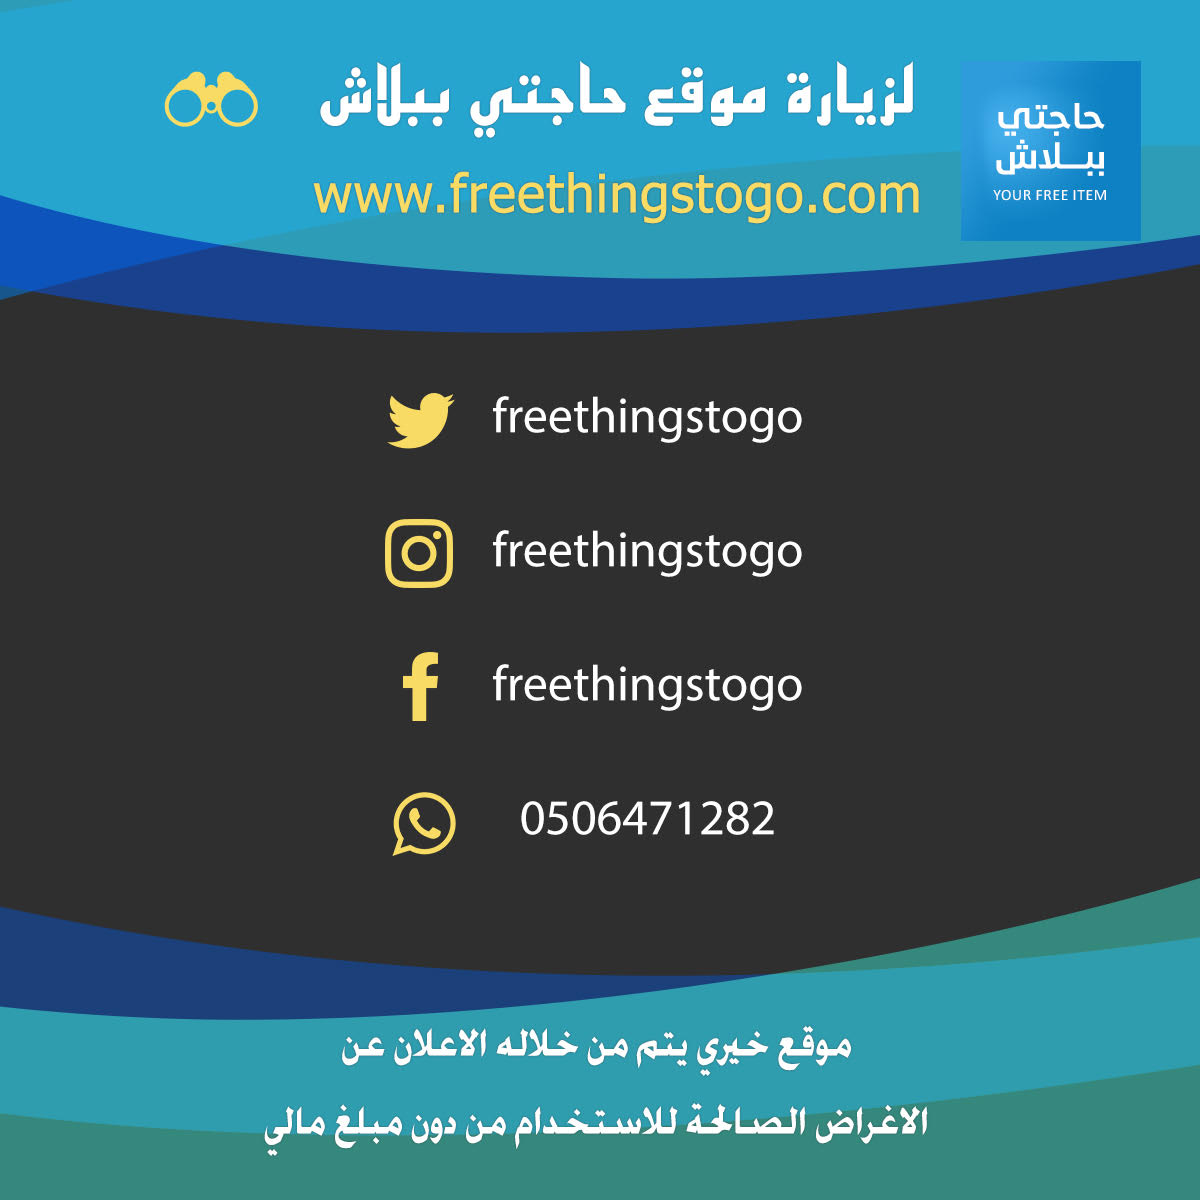 لزيارة موقع حاجتي ببلاش
www.freethingstogo.com
حاجتي
ببلاش
YOUR FREE ITEM
freethingstogo
freethingstogo
freethingstogo
0506471282
موقع خيري يتم من خلاله الاعلان عن
الاغراض الصالحة للاستخدام من دون مبلغ مالي